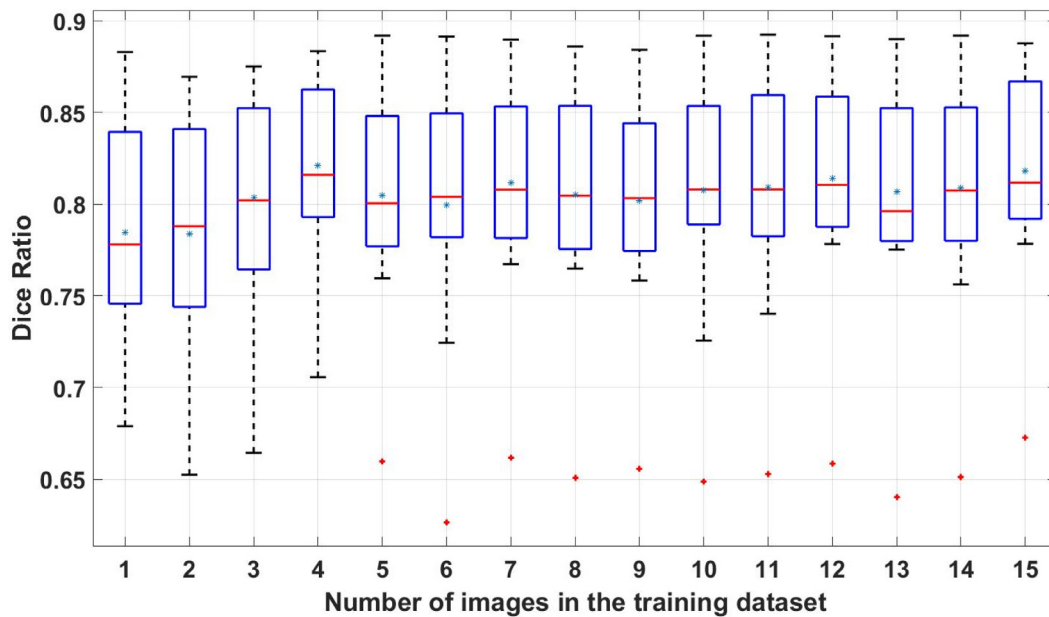 0.9
0.85
0.8
0.75
0.7
0.65
Dice Ratio
1 2 3 4 5 6 7 8 9 10 11 12 13 14 15
Number of images in the training dataset